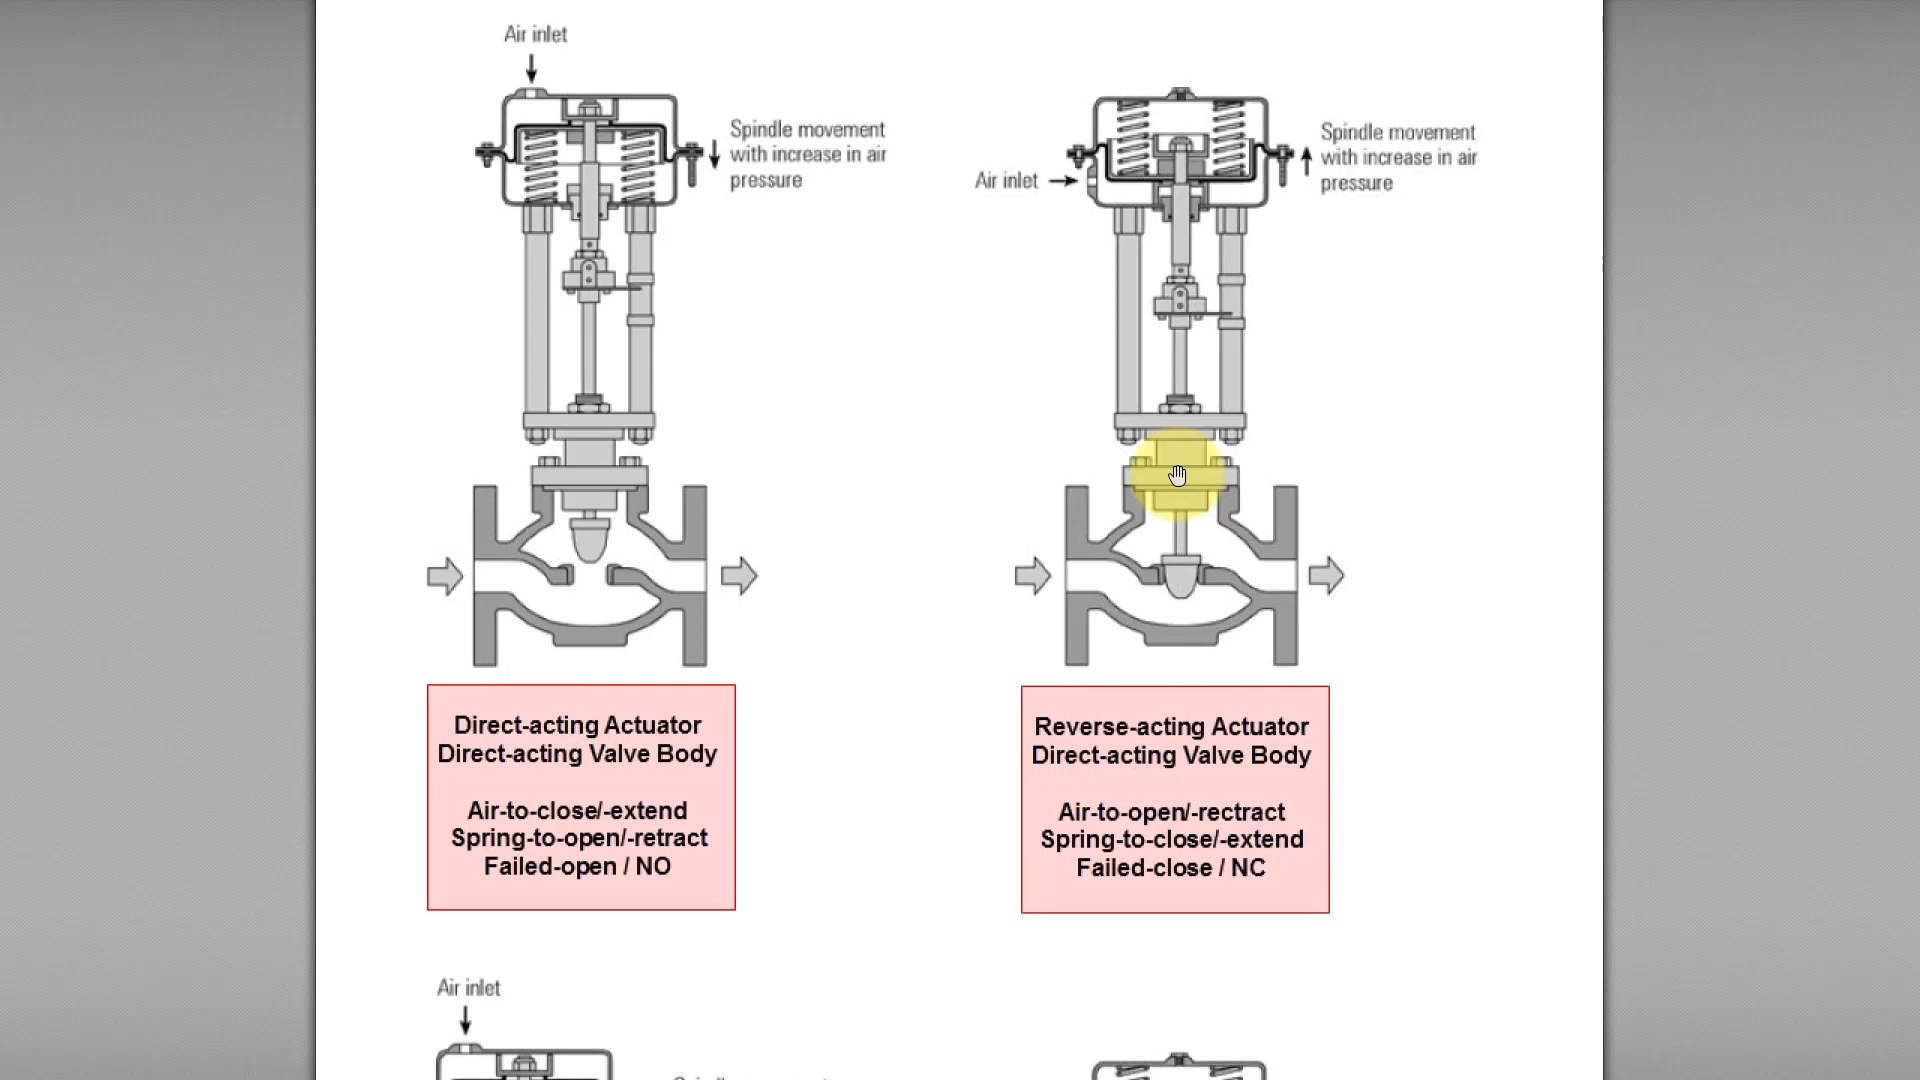 Air inlet
Spindle movement
with increase in air
pressure
Air inlet
Spindle movement
with increase in air
pressure
Direct-acting Actuator
Direct-acting Valve Body
Air-to-close/-extend
Spring-to-open/-retract
Failed-open / NO
Reverse-acting Actuator
Direct-acting Valve Body
Air-to-open/-rectract
Spring-to-close/-extend
Failed-close / NC
Air inlet